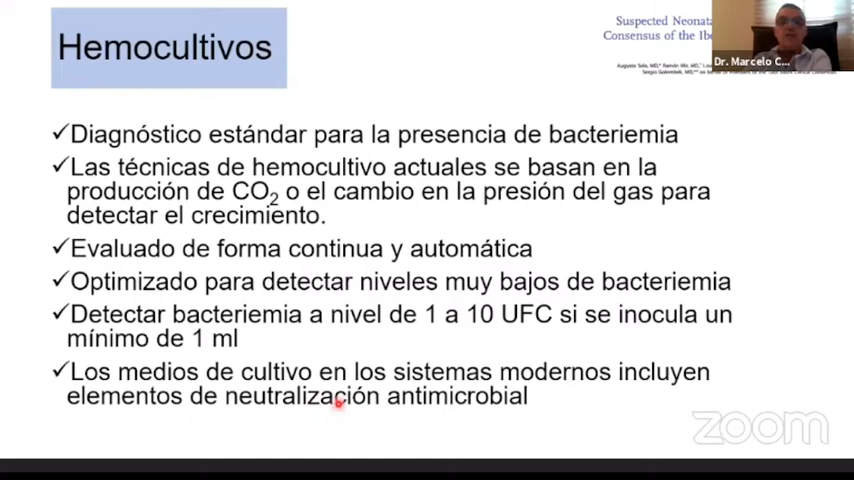 Hemocultivos
Suspected Neonata
Consensus of the Ibe
Dr. Marcelo C...
✓Diagnóstico estándar para la presencia de bacteriemia
✓Las técnicas de hemocultivo actuales se basan en la
producción de CO2 o el cambio en la presión del gas para
detectar el crecimiento.
✓Evaluado de forma continua y automática
✓Optimizado para detectar niveles muy bajos de bacteriemia
✓Detectar bacteriemia a nivel de 1 a 10 UFC si se inocula un
mínimo de 1 ml
✓Los medios de cultivo en los sistemas modernos incluyen
elementos de neutralización antimicrobial
zoom